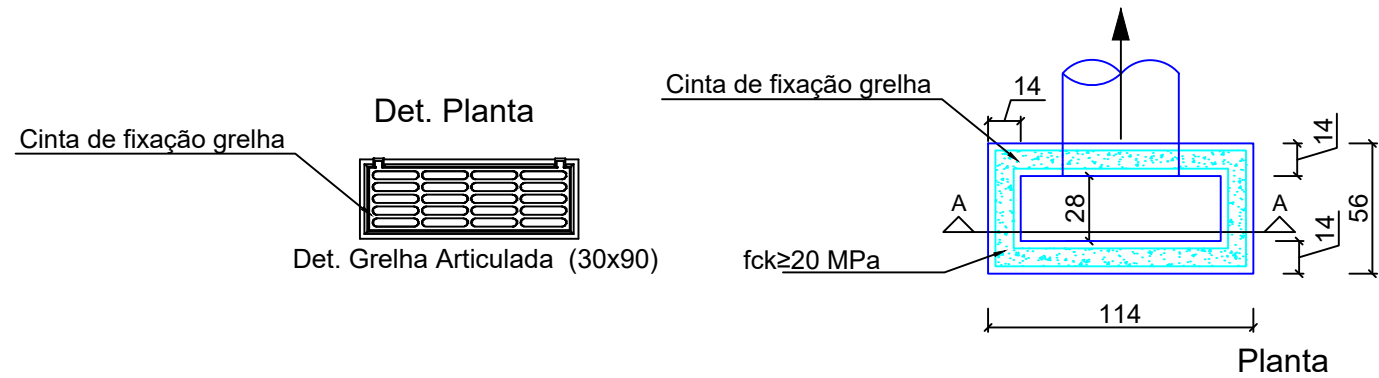 Det. Planta
Cinta de fixação grelha
Det. Grelha Articulada (30x90)
Cinta de fixação grelha
14
14
A
28
A
56
14
fck≥20 MPa
114
Planta